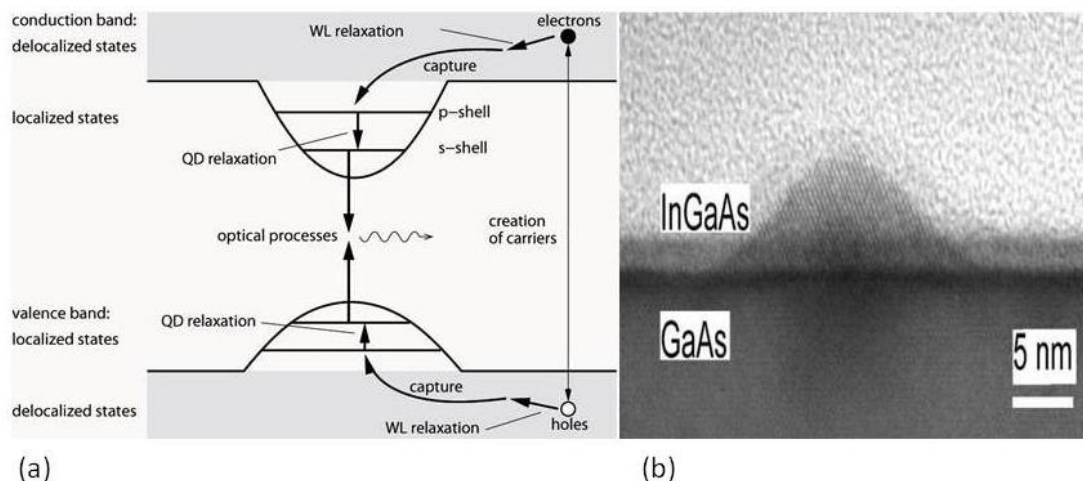 conduction band:
delocalized states
WL relaxation
electrons
capture
localized states
p−shell
QD relaxation
s−shell
optical processes
creation
of carriers
valence band:
localized states
QD relaxation
capture
delocalized states
WL relaxation
holes
(a)
InGaAs
GaAs
5 nm
(b)